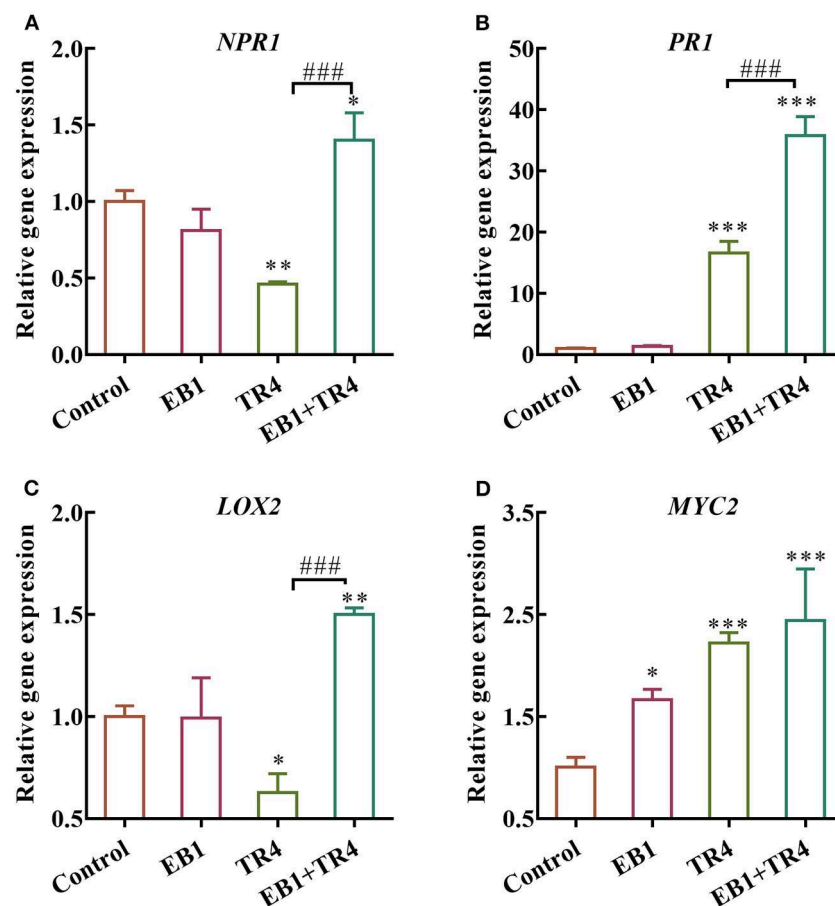 A
NPR1
Relative gene expression
2.0
1.5
1.0
0.5
0.0
###
*
**
Control
EB1
TR4
EB1+TR4
B
PR1
Relative gene expression
50
40
30
20
10
0
###
***
***
Control
EB1
TR4
EB1+TR4
C
LOX2
Relative gene expression
2.0
1.5
1.0
0.5
###
**
*
Control
EB1
TR4
EB1+TR4
D
MYC2
Relative gene expression
3.5
2.5
1.5
0.5
***
***
*
Control
EB1
TR4
EB1+TR4